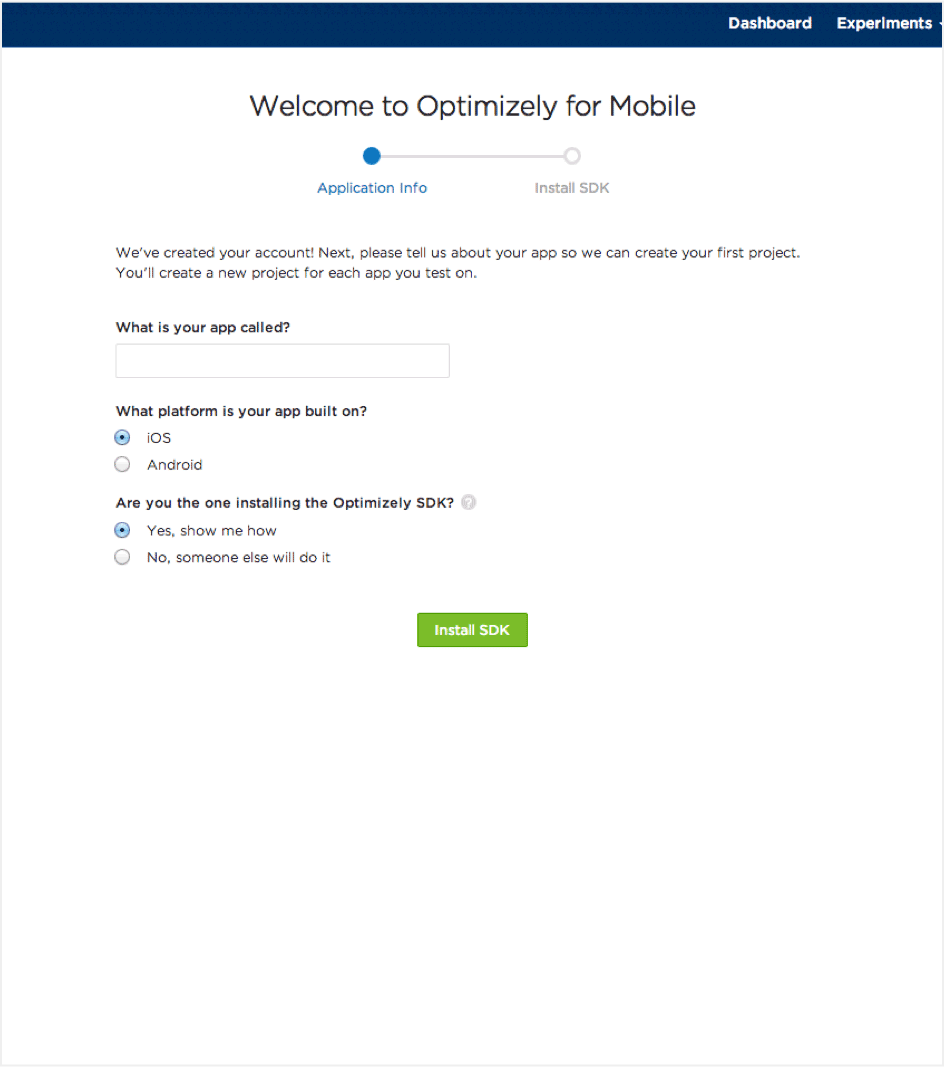 Dashboard Experiments
Welcome to Optimizely for Mobile
Application Info
Install SDK
We've created your account! Next, please tell us about your app so we can create your first project.
You'll create a new project for each app you test on.
What is your app called?
What platform is your app built on?
iOS
Android
Are you the one installing the Optimizely SDK? ?
Yes, show me how
No, someone else will do it
Install SDK